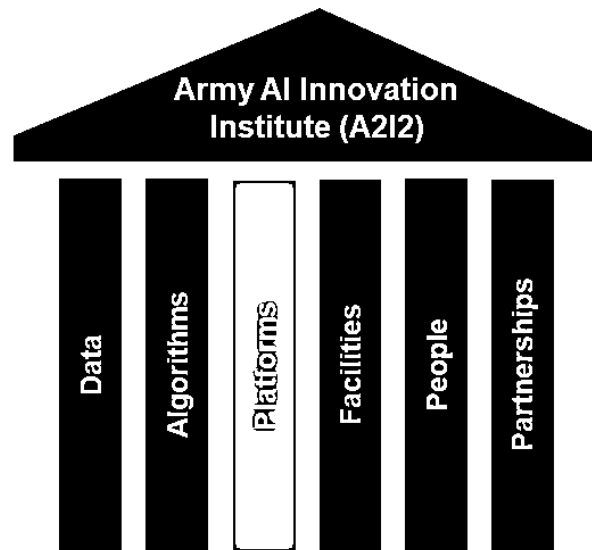 Army AI Innovation
Institute (A2I2)
Data
Algorithms
Platforms
Facilities
People
Partnerships